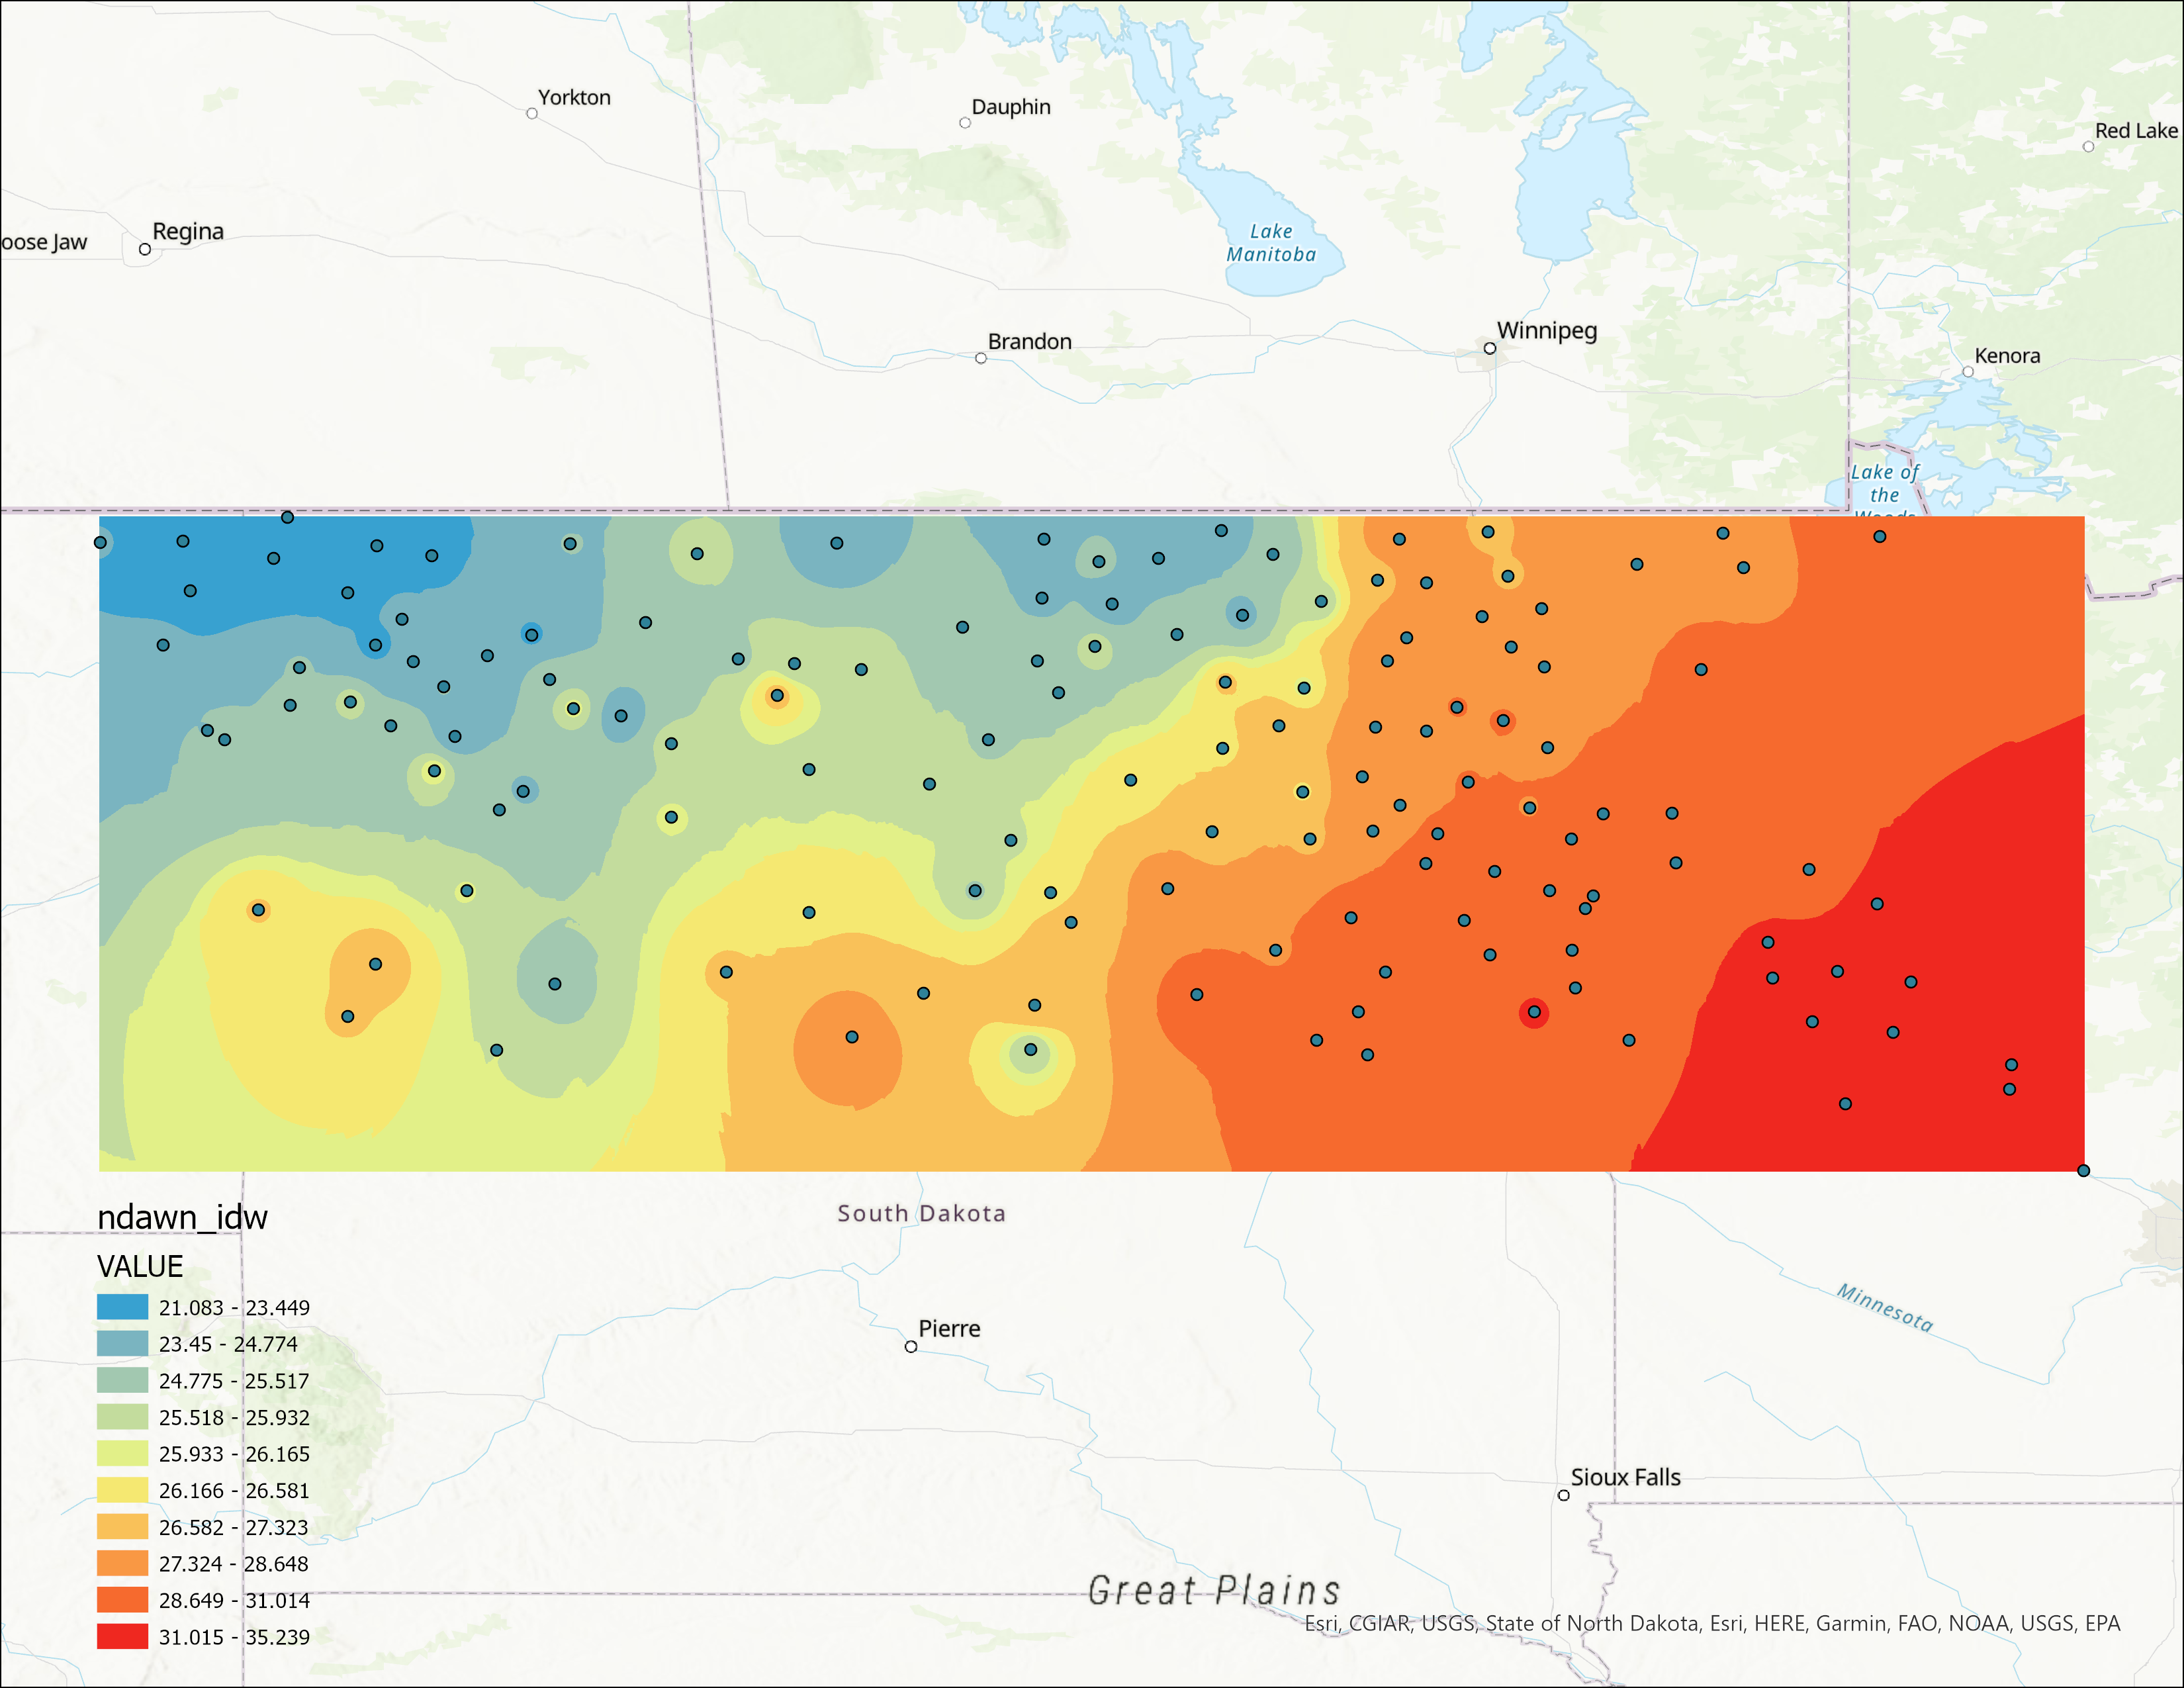 Yorkton
Dauphin
Red Lake
Regina
oose Jaw
Lake
Manitoba
Winnipeg
Brandon
Kenora
Lake of
the
Woods
ndawn_idw
VALUE
21.083 - 23.449
23.45 - 24.774
24.775 - 25.517
25.518 - 25.932
25.933 - 26.165
26.166 - 26.581
26.582 - 27.323
27.324 - 28.648
28.649 - 31.014
31.015 - 35.239
South Dakota
Minnesota
Pierre
Sioux Falls
Great Plains
Esri, CGIAR, USGS, State of North Dakota, Esri, HERE, Garmin, FAO, NOAA, USGS, EPA